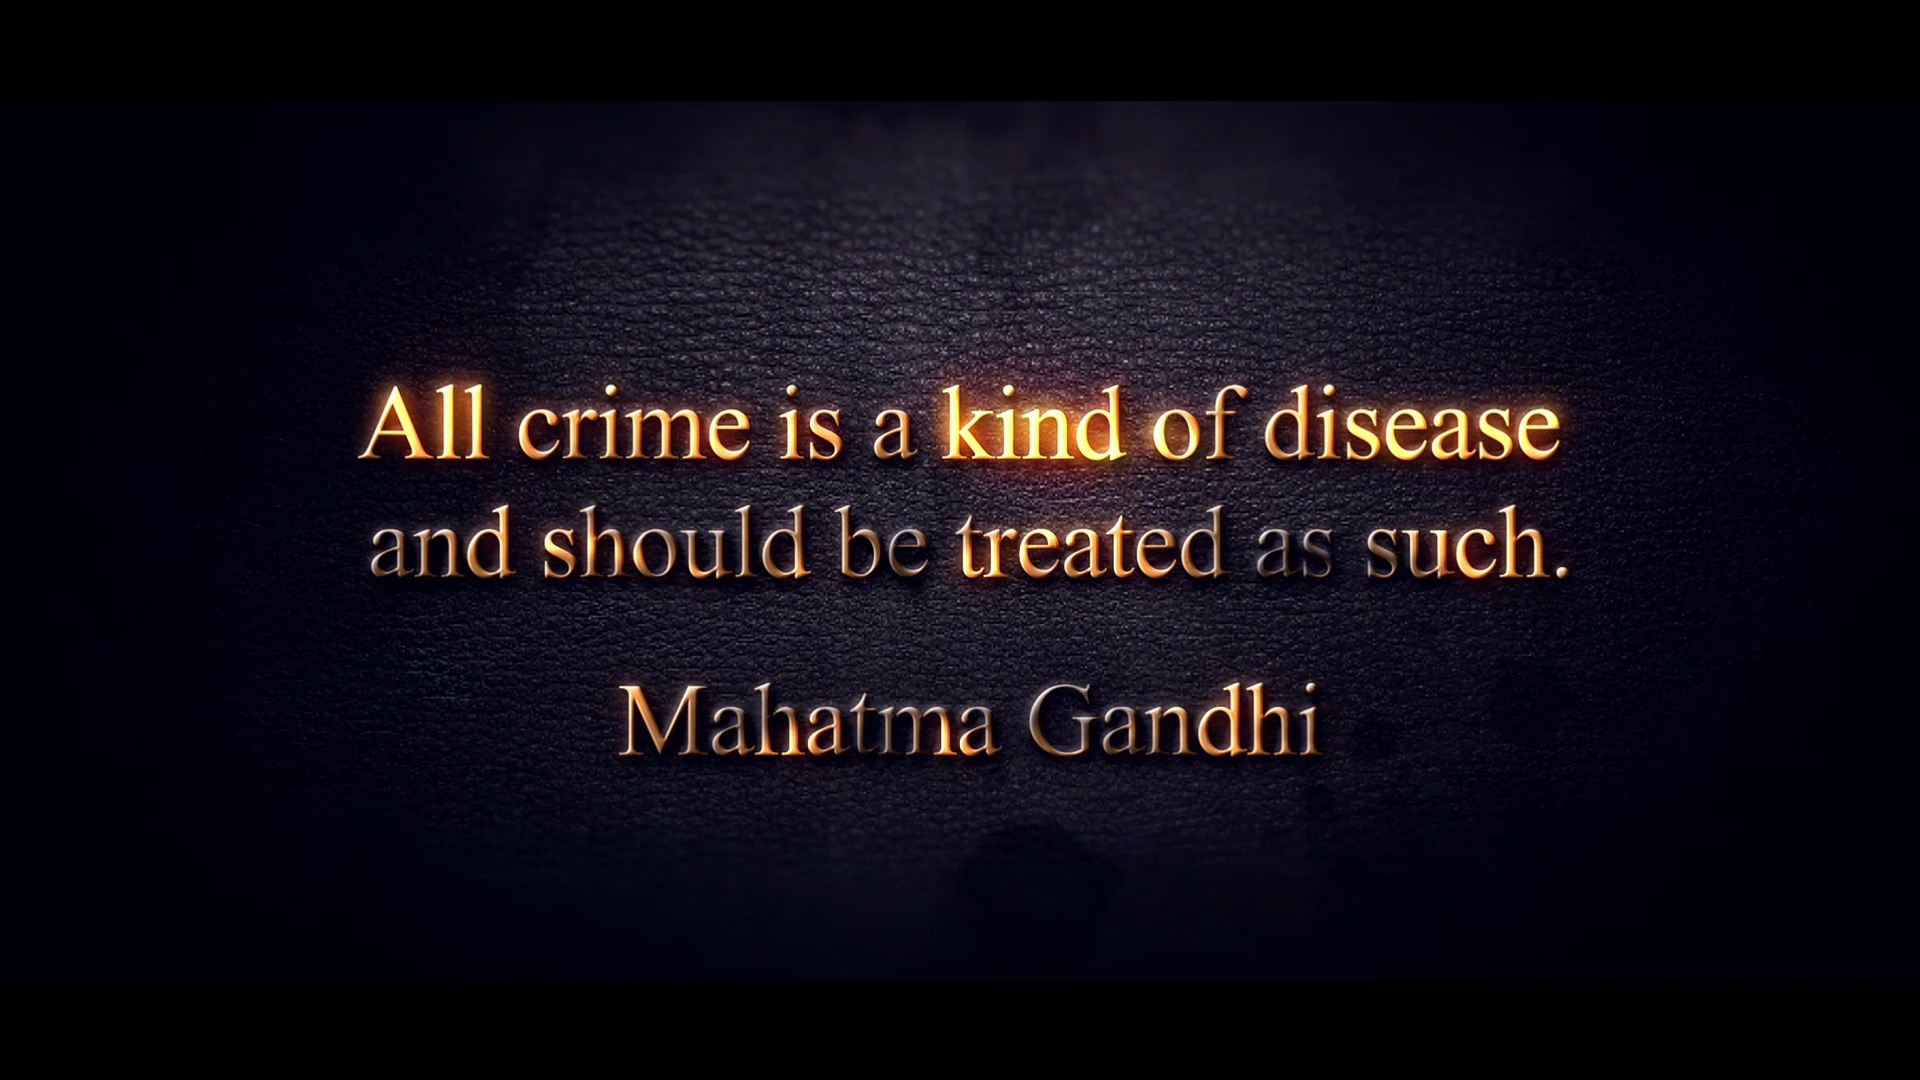 All crime is a kind of disease
and should be treated as such.
Mahatma Gandhi